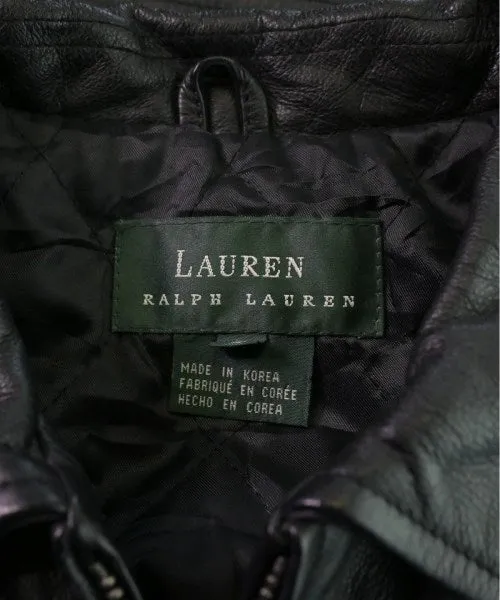 LAUREN
RALPH LAUREN
MADE IN KOREA
FABRIQUÉ EN CORÉE
HECHO EN COREA